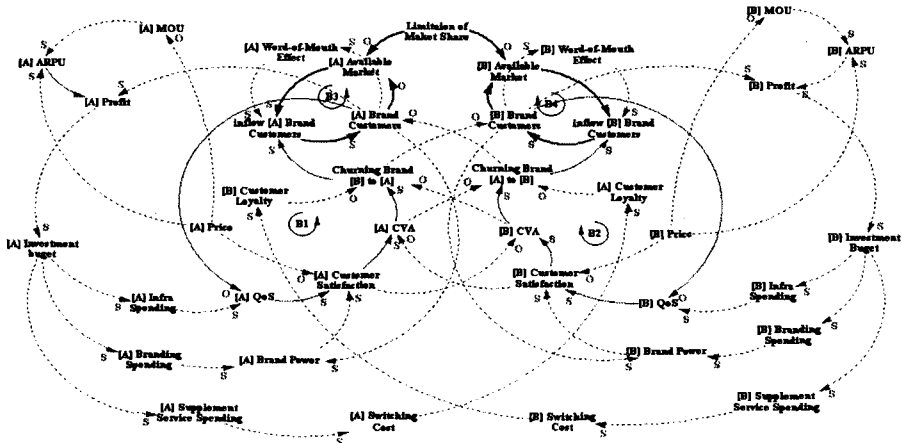 Limitaion of
Maket Share
[A] MOU
[B] MOU
[A] Word-of-Mouth
Effect
[B] Word-of-Mouth
Effect
[A] ARPU
[A] Available
Market
[B] Available
Market
[B] ARPU
[A] Profit
B3
B4
[B] Profit
inflow [A] Brand
Customers
[A] Brand
Customers
[B] Brand
Customers
inflow [B] Brand
Customers
Churning Brand
[B] to [A]
Churning Brand
[A] to [B]
[B] Customer
Loyalty
[A] Customer
Loyalty
[A] Price
B1
[A] CVA
[B] CVA
B2
[B] Price
[A] Investment
buget
[B] Investment
Buget
[A] Customer
Satisfaction
[B] Customer
Satisfaction
[A] Infra
Spending
[A] QoS
[B] QoS
[B] Infra
Spending
[A] Branding
Spending
[A] Brand Power
[B] Brand Power
[B] Branding
Spending
[A] Supplement
Service Spending
[A] Switching
Cost
[B] Switching
Cost
[B] Supplement
Service Spending